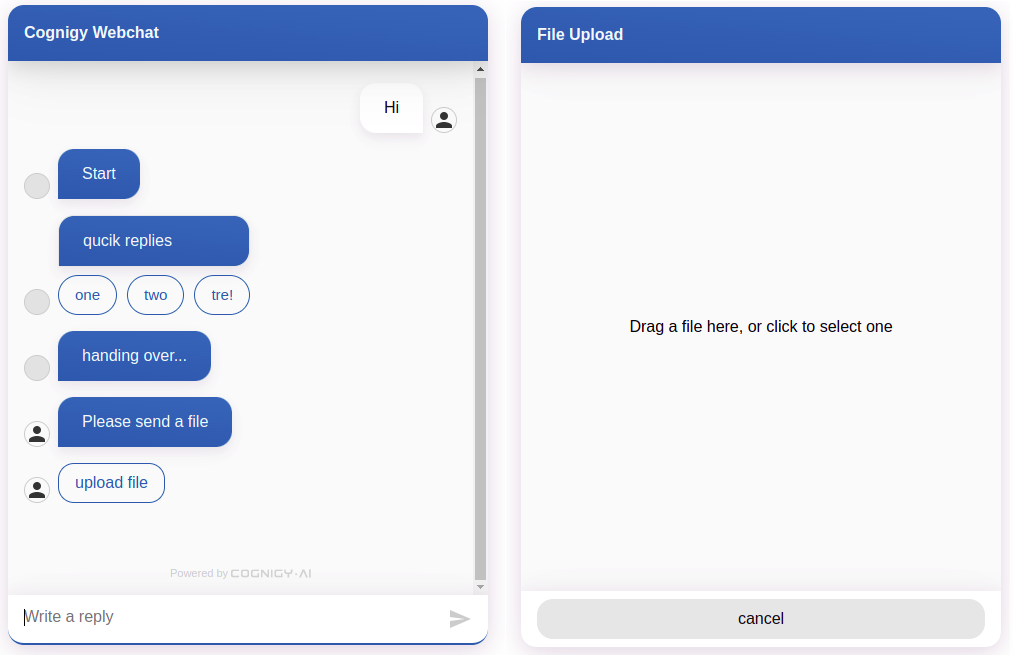 Cognigy Webchat
Hi
Start
qucik replies
one two tre!
handing over...
Please send a file
upload file
Powered by COGNIGY.AI
Write a reply
File Upload
Drag a file here, or click to select one
cancel